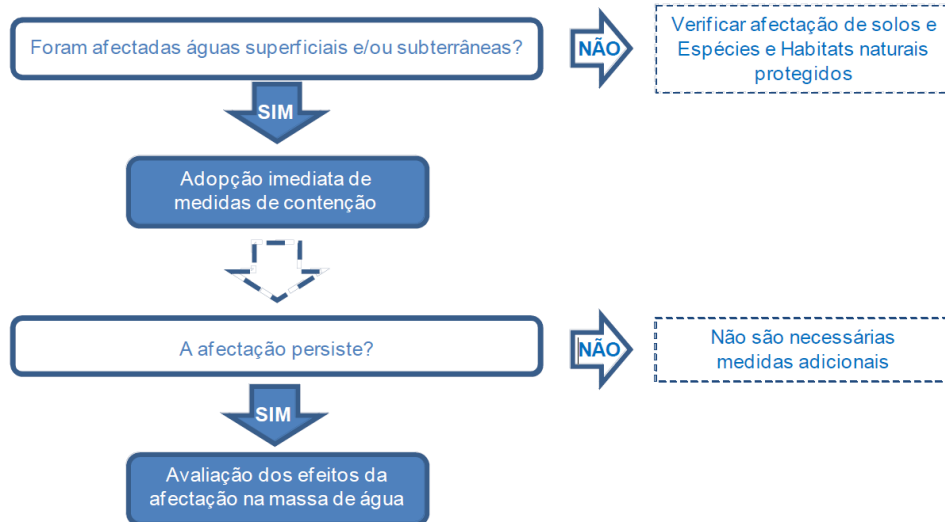 Foram afectadas águas superficiais e/ou subterrâneas?
NÃO
Verificar afectação de solos e
Espécies e Habitats naturais
protegidos
SIM
Adopção imediata de
medidas de contenção
A afectação persiste?
NÃO
Não são necessárias
medidas adicionais
SIM
Avaliação dos efeitos da
afectação na massa de água